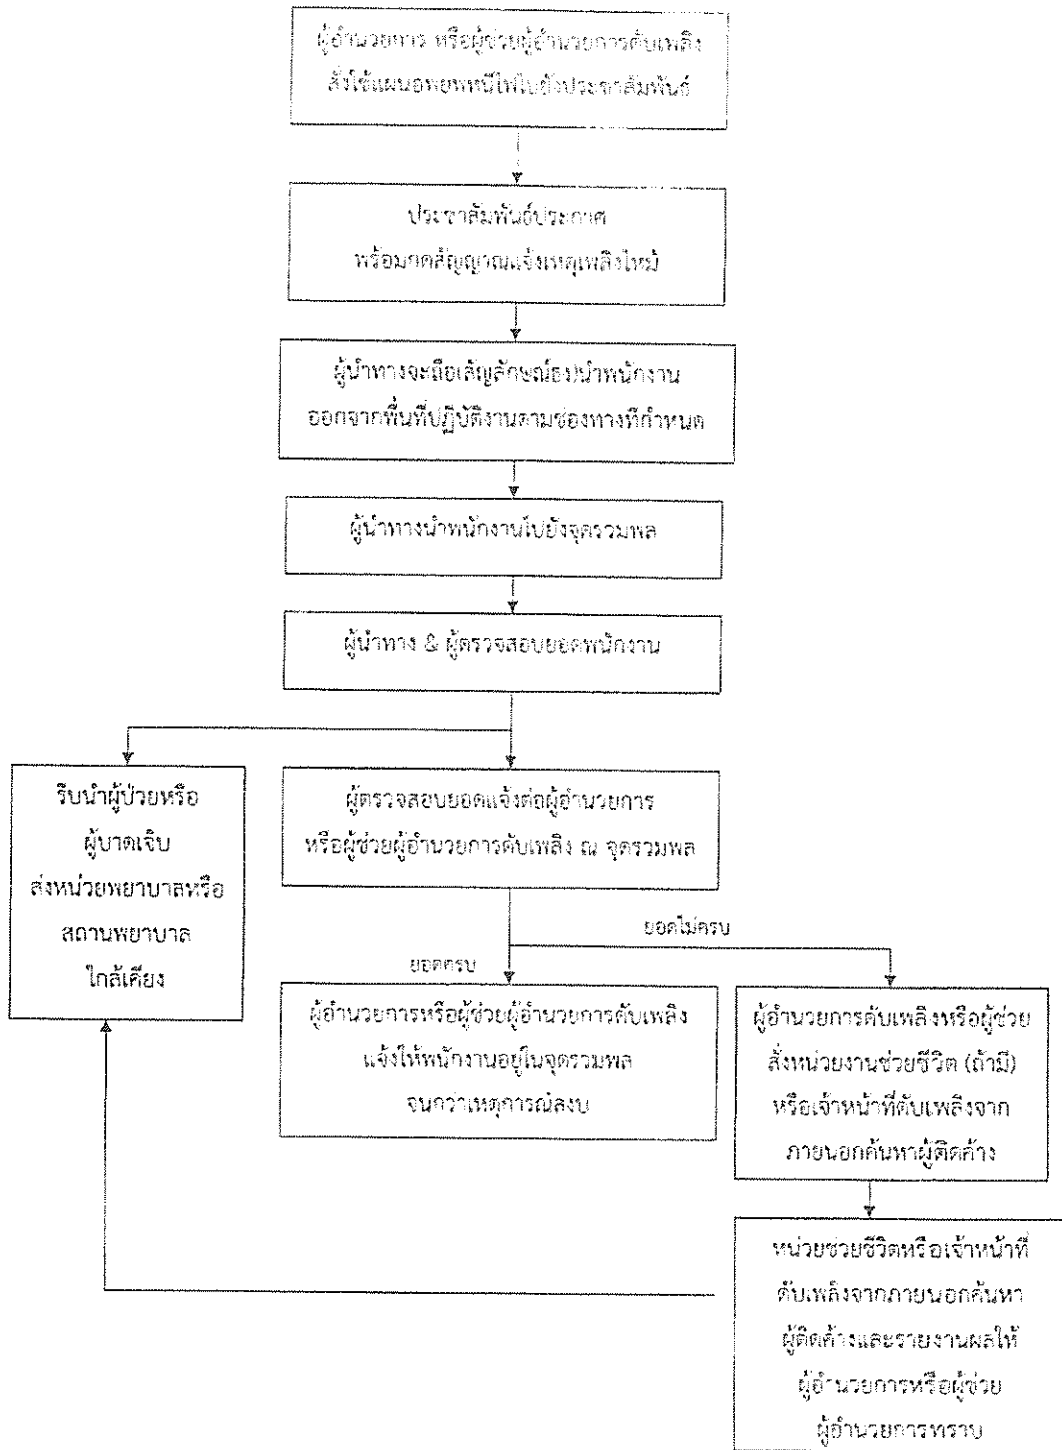 ผู้อำนวยการ หรือผู้ช่วยผู้อำนวยการดับเพลิง
สั่งใช้แผนอพยพหนีไฟไปยังประชาสัมพันธ์
ประชาสัมพันธ์ประกาศ
พร้อมกดสัญญาณแจ้งเหตุเพลิงไหม้
ผู้นำทางจะถือสัญลักษณ์ธงนำพนักงาน
ออกจากพื้นที่ปฏิบัติงานตามช่องทางที่กำหนด
ผู้นำทางนำพนักงานไปยังจุดรวมพล
ผู้นำทาง & ผู้ตรวจสอบยอดพนักงาน
รีบนำผู้ป่วยหรือ
ผู้บาดเจ็บ
ส่งหน่วยพยาบาลหรือ
สถานพยาบาล
ใกล้เคียง
ผู้ตรวจสอบยอดแจ้งต่อผู้อำนวยการ
หรือผู้ช่วยผู้อำนวยการดับเพลิง ณ จุดรวมพล
ยอดไม่ครบ
ยอดครบ
ผู้อำนวยการหรือผู้ช่วยผู้อำนวยการดับเพลิง
แจ้งให้พนักงานอยู่ในจุดรวมพล
จนกว่าเหตุการณ์สงบ
ผู้อำนวยการดับเพลิงหรือผู้ช่วย
สั่งหน่วยงานช่วยชีวิต (ถ้ามี)
หรือเจ้าหน้าที่ดับเพลิงจาก
ภายนอกค้นหาผู้ติดค้าง
หน่วยช่วยชีวิตหรือเจ้าหน้าที่
ดับเพลิงจากภายนอกค้นหา
ผู้ติดค้างและรายงานผลให้
ผู้อำนวยการหรือผู้ช่วย
ผู้อำนวยการทราบ